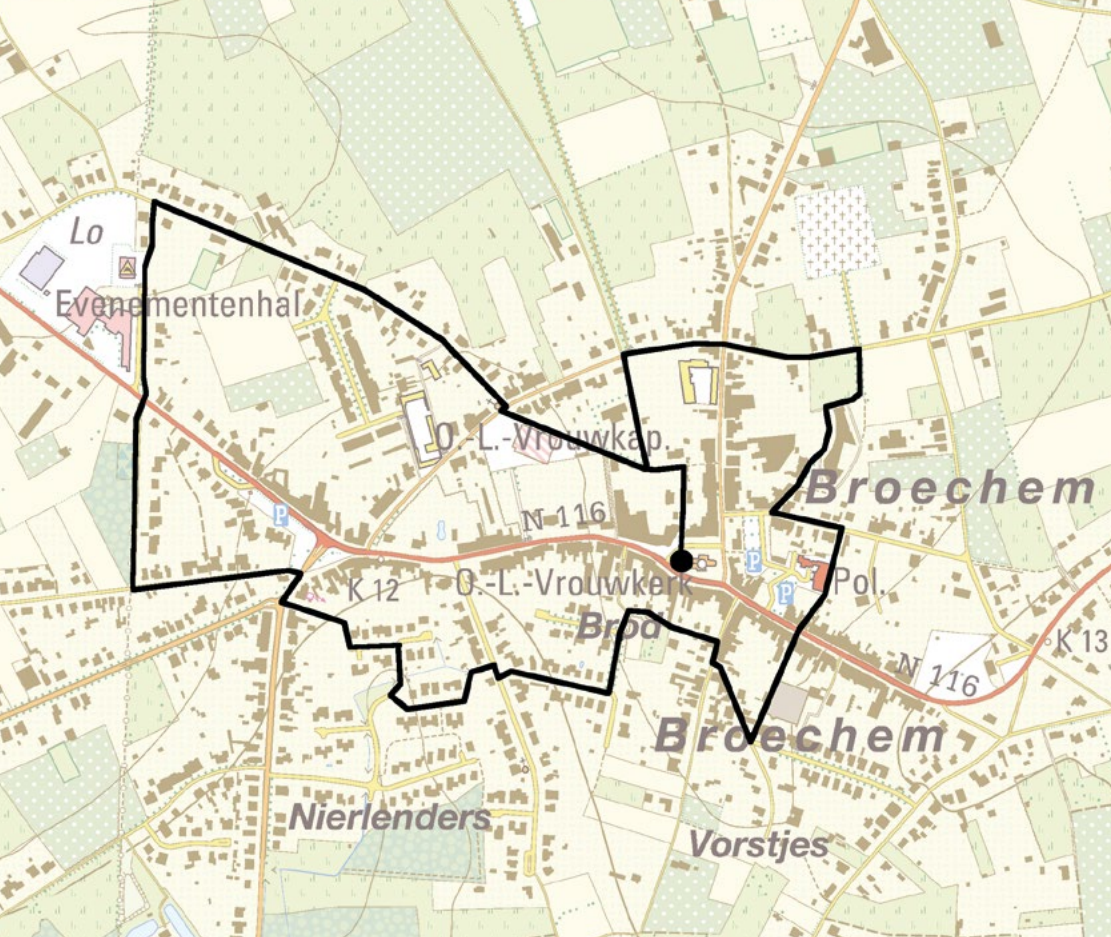 Lo
Evenementenhal
O.-L.-Vrouwkap.
Broechem
N 116
P
K 12
O.-L.-Vrouwkerk
P
Pol.
P
Brod
K 13
N 116
Broechem
Nierlenders
Vorstjes